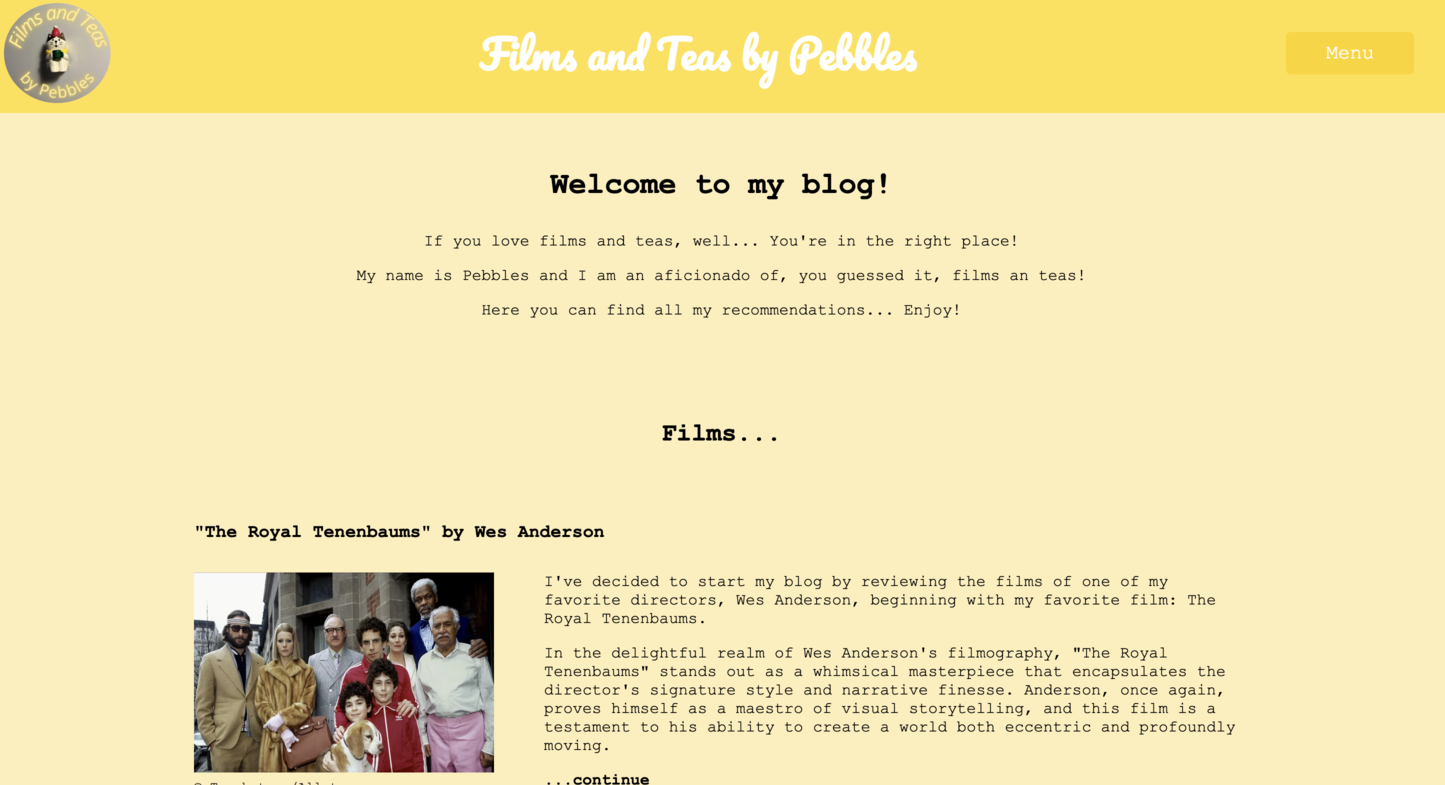 Films and Teas
by Pebbles
Films and Teas by Pebbles
Menu
Welcome to my blog!
If you love films and teas, well... You're in the right place!
My name is Pebbles and I am an aficionado of, you guessed it, films an teas!
Here you can find all my recommendations... Enjoy!
Films...
"The Royal Tenenbaums" by Wes Anderson
I've decided to start my blog by reviewing the films of one of my
favorite directors, Wes Anderson, beginning with my favorite film: The
Royal Tenenbaums.
In the delightful realm of Wes Anderson's filmography, "The Royal
Tenenbaums" stands out as a whimsical masterpiece that encapsulates the
director's signature style and narrative finesse. Anderson, once again,
proves himself as a maestro of visual storytelling, and this film is a
testament to his ability to create a world both eccentric and profoundly
moving.
...continue